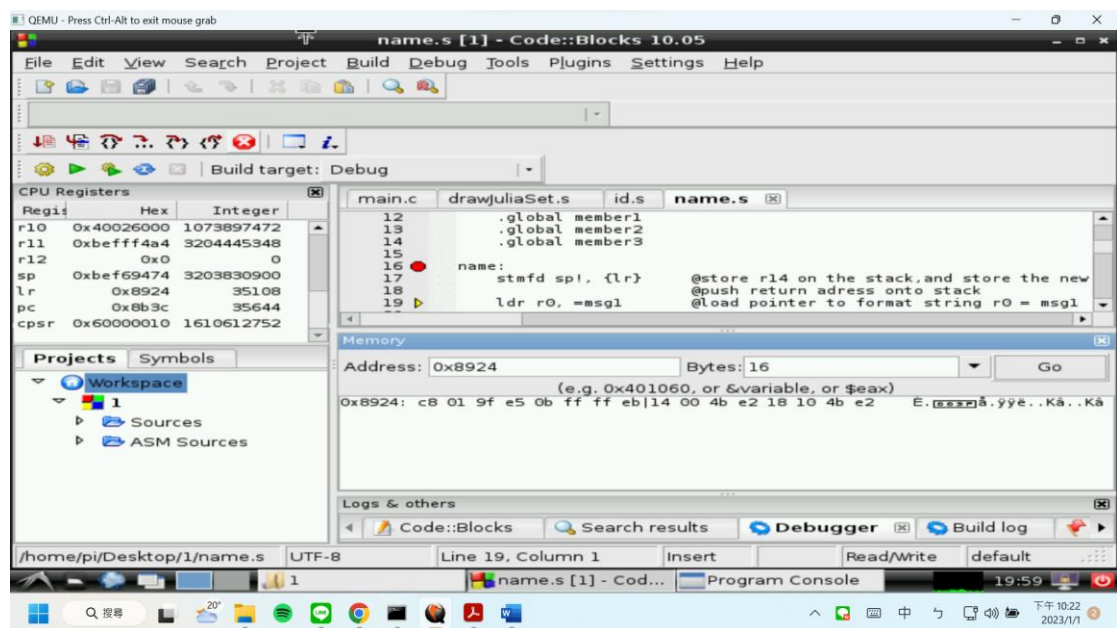 QEMU - Press Ctrl-Alt to exit mouse grab
name.s [1] - Code::Blocks 10.05
File Edit View Search Project Build Debug Tools Plugins Settings Help
Build target: Debug
CPU Registers
Regis Hex Integer
r10 0x40026000 1073897472
r11 0xbefff4a4 3204445348
r12 0x0 0
sp 0xbef69474 3203830900
lr 0x8924 35108
pc 0x8b3c 35644
cpsr 0x60000010 1610612752
Projects Symbols
Workspace
1
Sources
ASM Sources
main.c drawJuliaSet.s id.s name.s
12 .global member1
13 .global member2
14 .global member3
15
16 name:
17 stmfd sp!, {lr} @store r14 on the stack,and store the new
18 @push return adress onto stack
19 ldr r0, =msg1 @load pointer to format string r0 = msg1
Memory
Address: 0x8924 Bytes: 16 Go
(e.g. 0x401060, or &variable, or $eax)
0x8924: c8 01 9f e5 0b ff ff eb|14 00 4b e2 18 10 4b e2
Logs & others
Code::Blocks Search results Debugger Build log
/home/pi/Desktop/1/name.s UTF-8 Line 19, Column 1 Insert Read/Write default
1 name.s [1] - Cod... Program Console 19:59
搜尋 20° 中 下午 10:22
2023/1/1